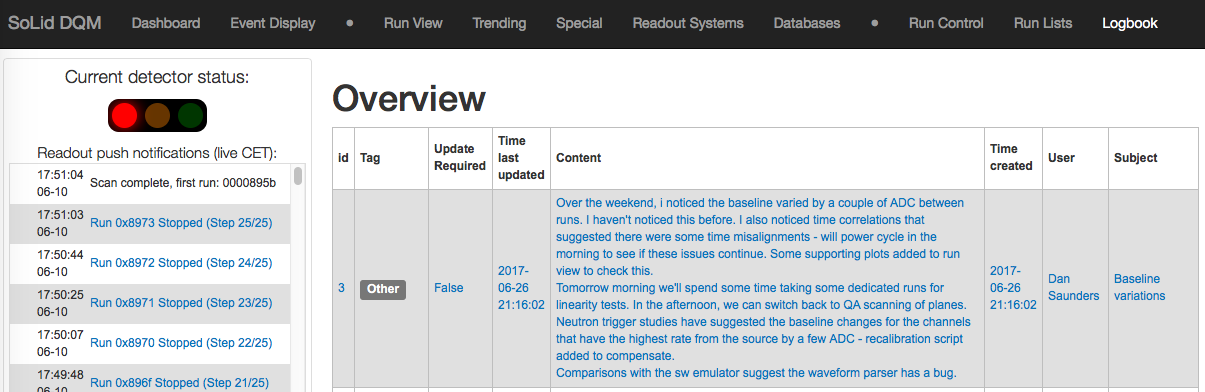 SoLid DQM Dashboard Event Display • Run View Trending Special Readout Systems Databases • Run Control Run Lists Logbook
Current detector status:
Readout push notifications (live CET):
17:51:04
06-10
Scan complete, first run: 0000895b
17:51:03
06-10
Run 0x8973 Stopped (Step 25/25)
17:50:44
06-10
Run 0x8972 Stopped (Step 24/25)
17:50:25
06-10
Run 0x8971 Stopped (Step 23/25)
17:50:07
06-10
Run 0x8970 Stopped (Step 22/25)
17:49:48
06-10
Run 0x896f Stopped (Step 21/25)
Overview
id
Tag
Update
Required
Time
last
updated
Content
Time
created
User
Subject
3
Other
False
2017-
06-26
21:16:02
Over the weekend, i noticed the baseline varied by a couple of ADC between
runs. I haven't noticed this before. I also noticed time correlations that
suggested there were some time misalignments - will power cycle in the
morning to see if these issues continue. Some supporting plots added to run
view to check this.
Tomorrow morning we'll spend some time taking some dedicated runs for
linearity tests. In the afternoon, we can switch back to QA scanning of planes.
Neutron trigger studies have suggested the baseline changes for the channels
that have the highest rate from the source by a few ADC - recalibration script
added to compensate.
Comparisons with the sw emulator suggest the waveform parser has a bug.
2017-
06-26
21:16:02
Dan
Saunders
Baseline
variations